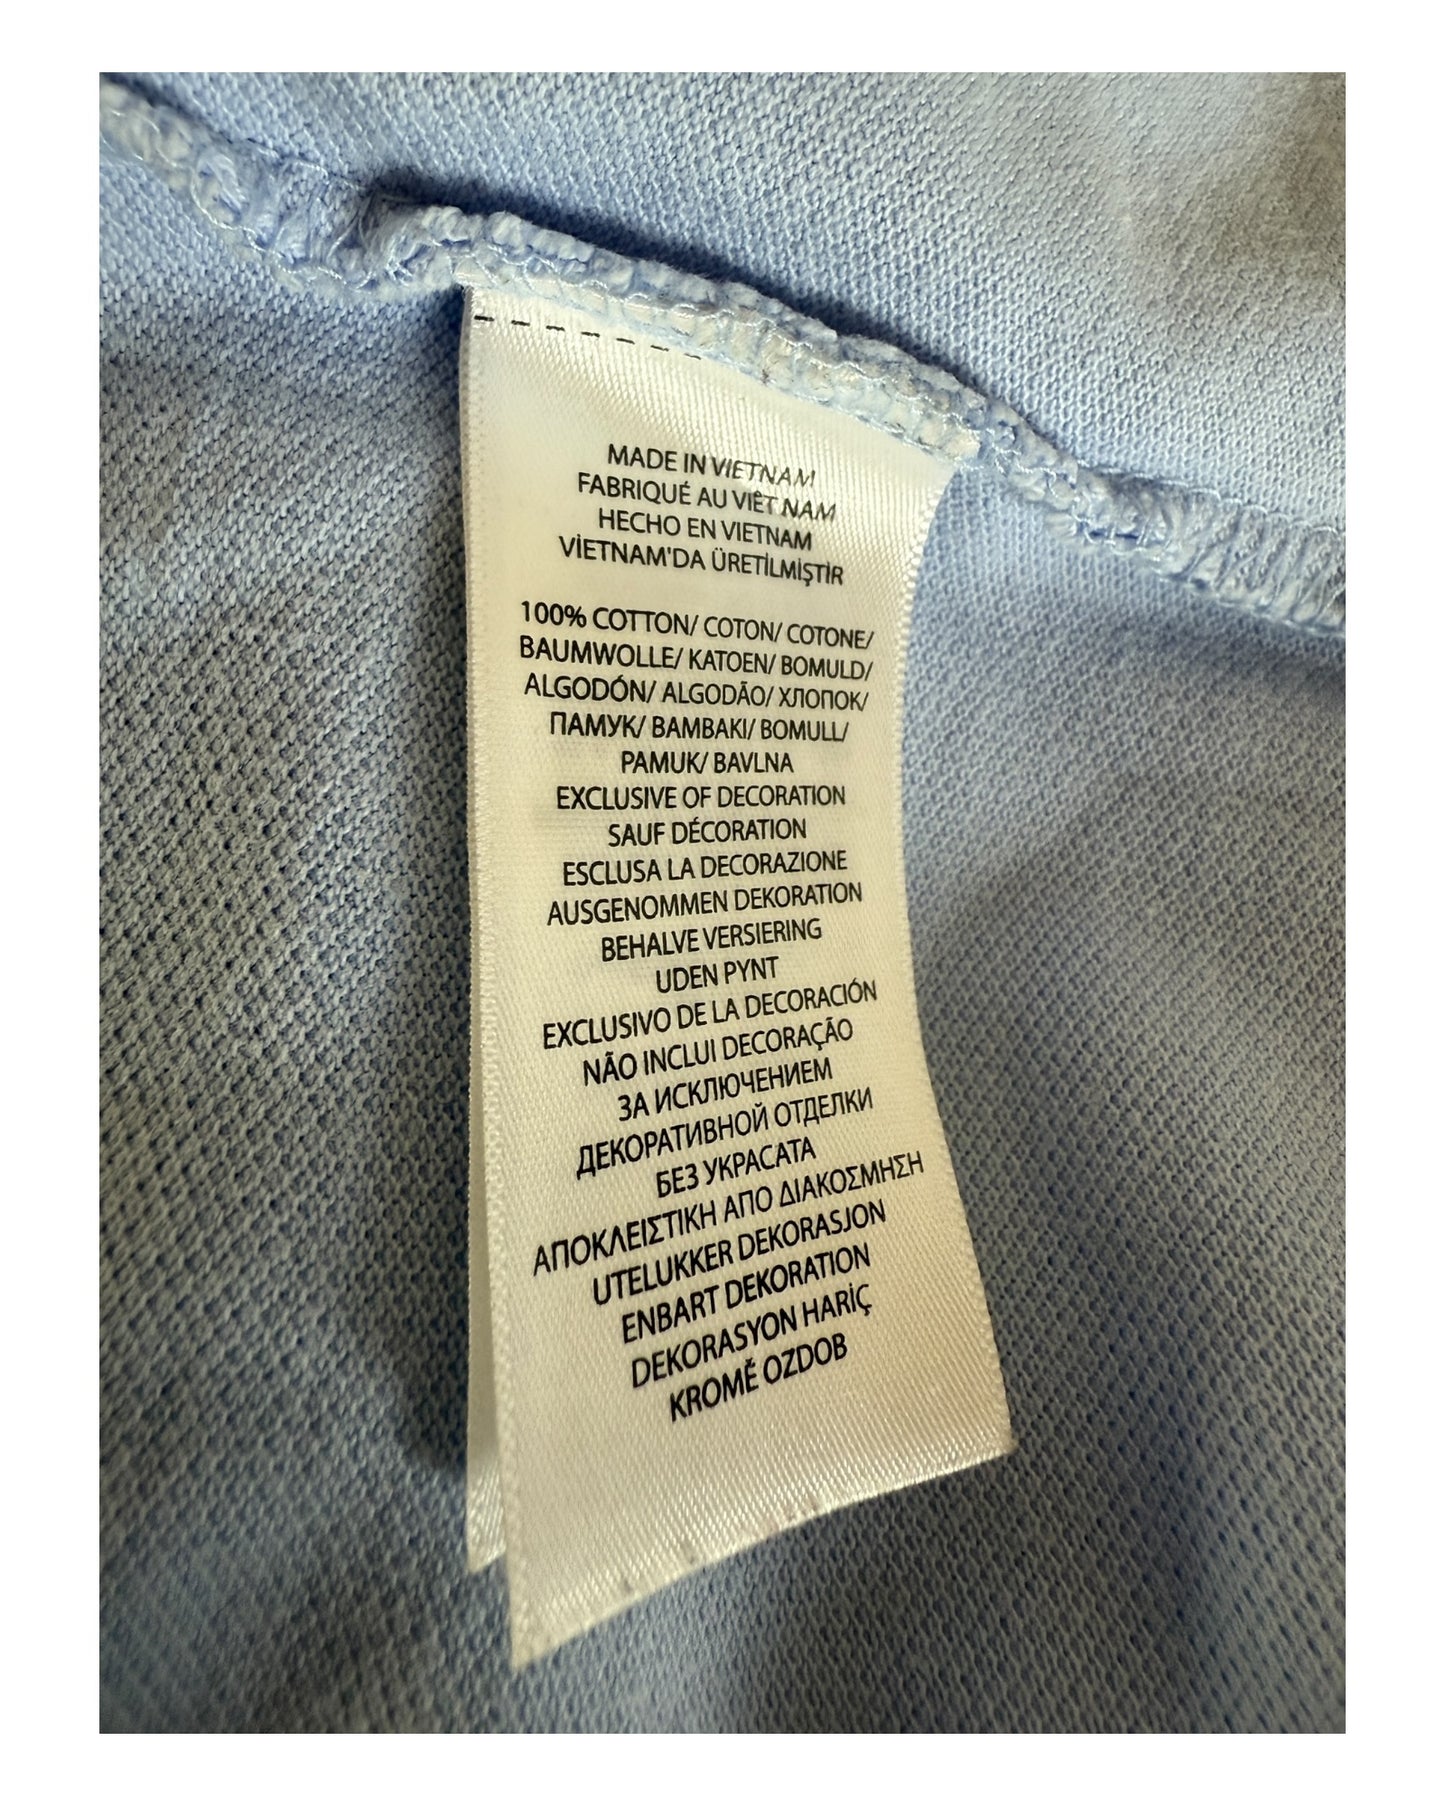 MADE IN VIETNAM
FABRIQUÉ AU VIÊT NAM
HECHO EN VIETNAM
VİETNAM'DA ÜRETİLMİŞTİR
100% COTTON/ COTON/ COTONE/
BAUMWOLLE/ KATOEN/ BOMULD/
ALGODÓN/ ALGODÃO/ ХЛОПОК/
ПАМУК/ BAMBAKI/ BOMULL/
PAMUK/ BAVLNA
EXCLUSIVE OF DECORATION
SAUF DÉCORATION
ESCLUSA LA DECORAZIONE
AUSGENOMMEN DEKORATION
BEHALVE VERSIERING
UDEN PYNT
EXCLUSIVO DE LA DECORACIÓN
NÃO INCLUI DECORAÇÃO
ЗА ИСКЛЮЧЕНИЕМ
ДЕКОРАТИВНОЙ ОТДЕЛКИ
БЕЗ УКРАСАТА
ΑΠΟΚΛΕΙΣΤΙΚΗ ΑΠΟ ΔΙΑΚΟΣΜΗΣΗ
UTELUKKER DEKORASJON
ENBART DEKORATION
DEKORASYON HARİÇ
KROMĚ OZDOB